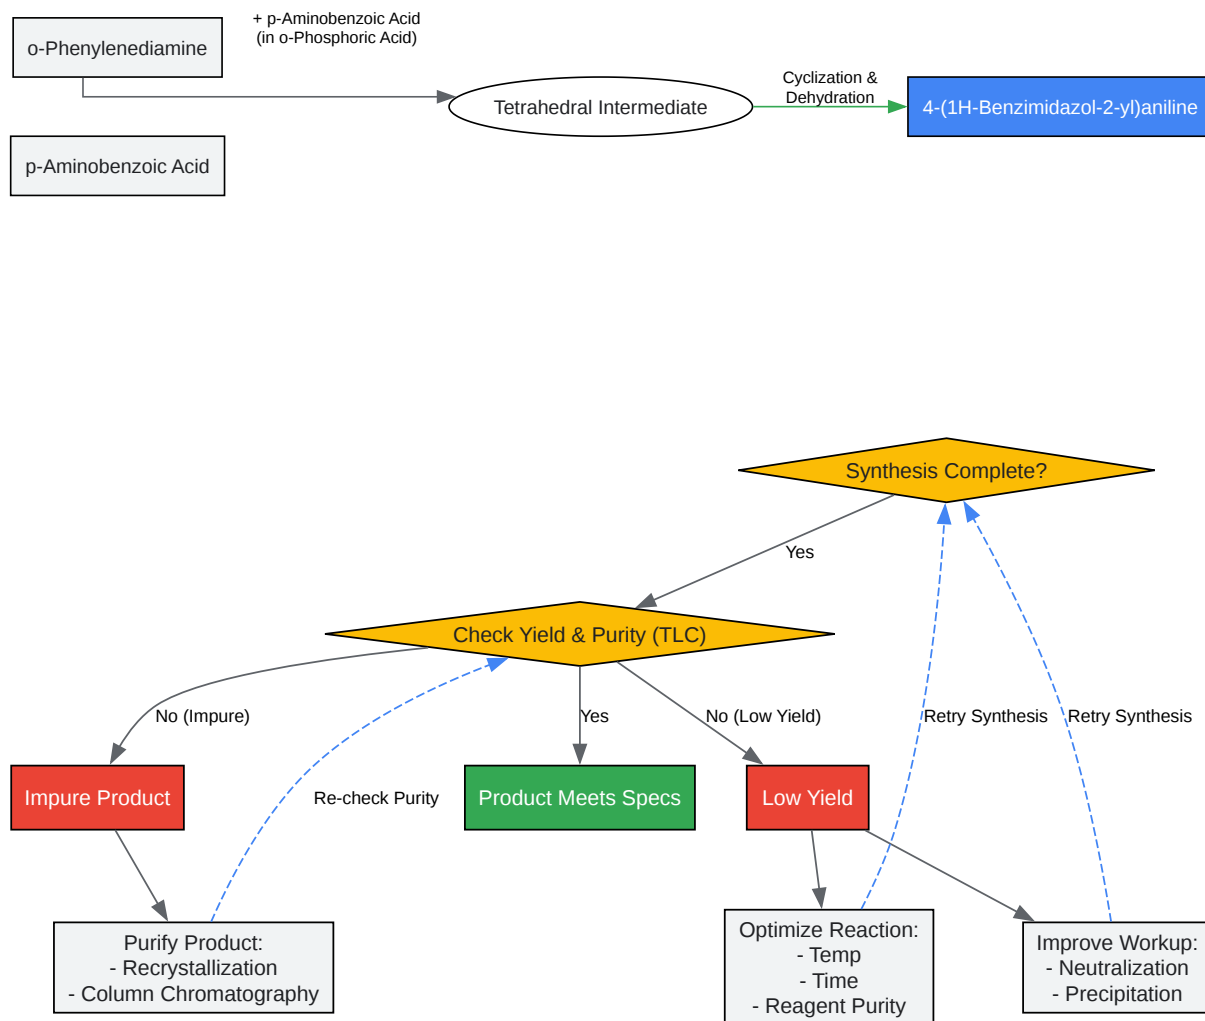 + p-Aminobenzoic Acid
(in o-Phosphoric Acid)
o-Phenylenediamine
Cyclization &
Dehydration
Tetrahedral Intermediate
4-(1H-Benzimidazol-2-yl)aniline
p-Aminobenzoic Acid
Synthesis Complete?
Yes
Check Yield & Purity (TLC)
No (Impure)
Yes
No (Low Yield)
Retry Synthesis
Retry Synthesis
Impure Product
Re-check Purity
Product Meets Specs
Low Yield
Purify Product:
- Recrystallization
- Column Chromatography
Optimize Reaction:
- Temp
- Time
- Reagent Purity
Improve Workup:
- Neutralization
- Precipitation